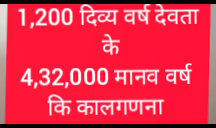 1,200 दिव्य वर्ष देवता
के
4,32,000 मानव वर्ष
कि कालगणना